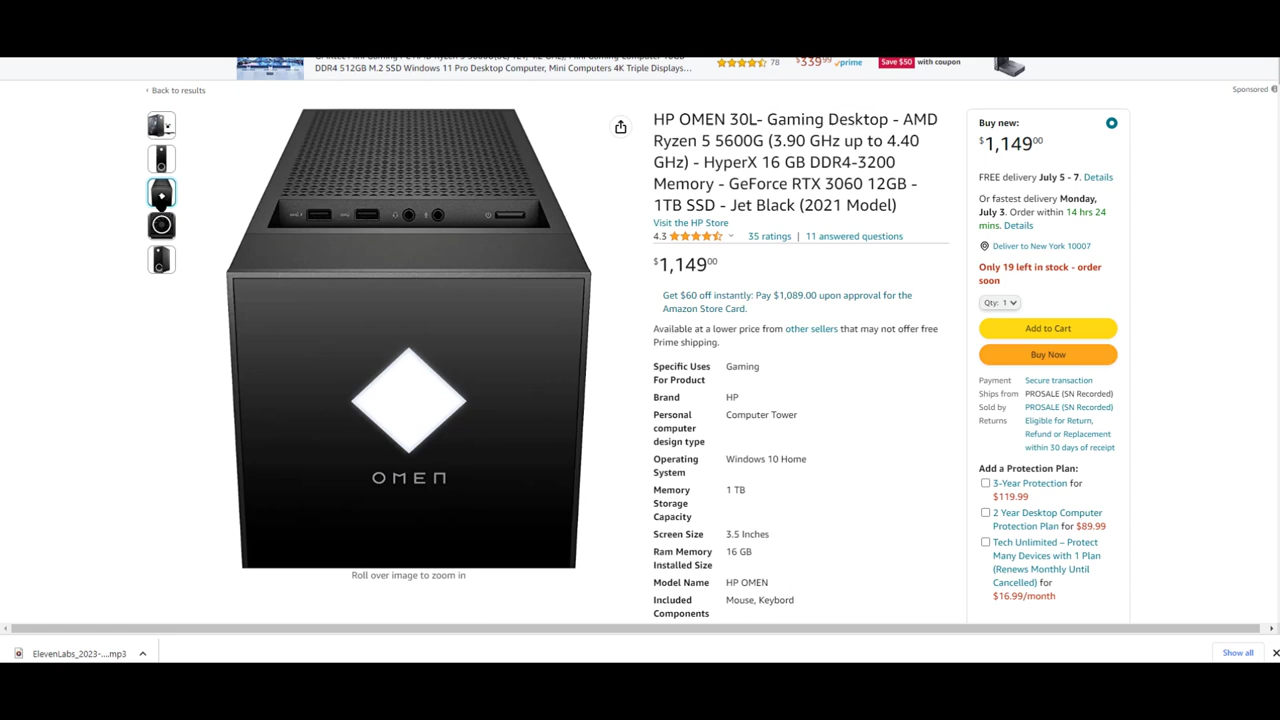 DDR4 512GB M.2 SSD Windows 11 Pro Desktop Computer, Mini Computers 4K Triple Displays...
78
$339.99
prime
Save $50 with coupon
‹ Back to results
Sponsored
HP OMEN 30L- Gaming Desktop - AMD
Ryzen 5 5600G (3.90 GHz up to 4.40
GHz) - HyperX 16 GB DDR4-3200
Memory - GeForce RTX 3060 12GB -
1TB SSD - Jet Black (2021 Model)
Visit the HP Store
4.3
35 ratings | 11 answered questions
$1,149.00
Get $60 off instantly: Pay $1,089.00 upon approval for the
Amazon Store Card.
Available at a lower price from other sellers that may not offer free
Prime shipping.
Specific Uses For Product Gaming
Brand HP
Personal computer design type Computer Tower
Operating System Windows 10 Home
Memory Storage Capacity 1 TB
Screen Size 3.5 Inches
Ram Memory Installed Size 16 GB
Model Name HP OMEN
Included Components Mouse, Keybord
OMEN
Roll over image to zoom in
Buy new:
$1,149.00
FREE delivery July 5 - 7. Details
Or fastest delivery Monday,
July 3. Order within 14 hrs 24
mins. Details
Deliver to New York 10007
Only 19 left in stock - order
soon
Qty: 1
Add to Cart
Buy Now
Payment Secure transaction
Ships from PROSALE (SN Recorded)
Sold by PROSALE (SN Recorded)
Returns Eligible for Return,
Refund or Replacement
within 30 days of receipt
Add a Protection Plan:
3-Year Protection for
$119.99
2 Year Desktop Computer
Protection Plan for $89.99
Tech Unlimited – Protect
Many Devices with 1 Plan
(Renews Monthly Until
Cancelled) for
$16.99/month
ElevenLabs_2023-....mp3
Show all